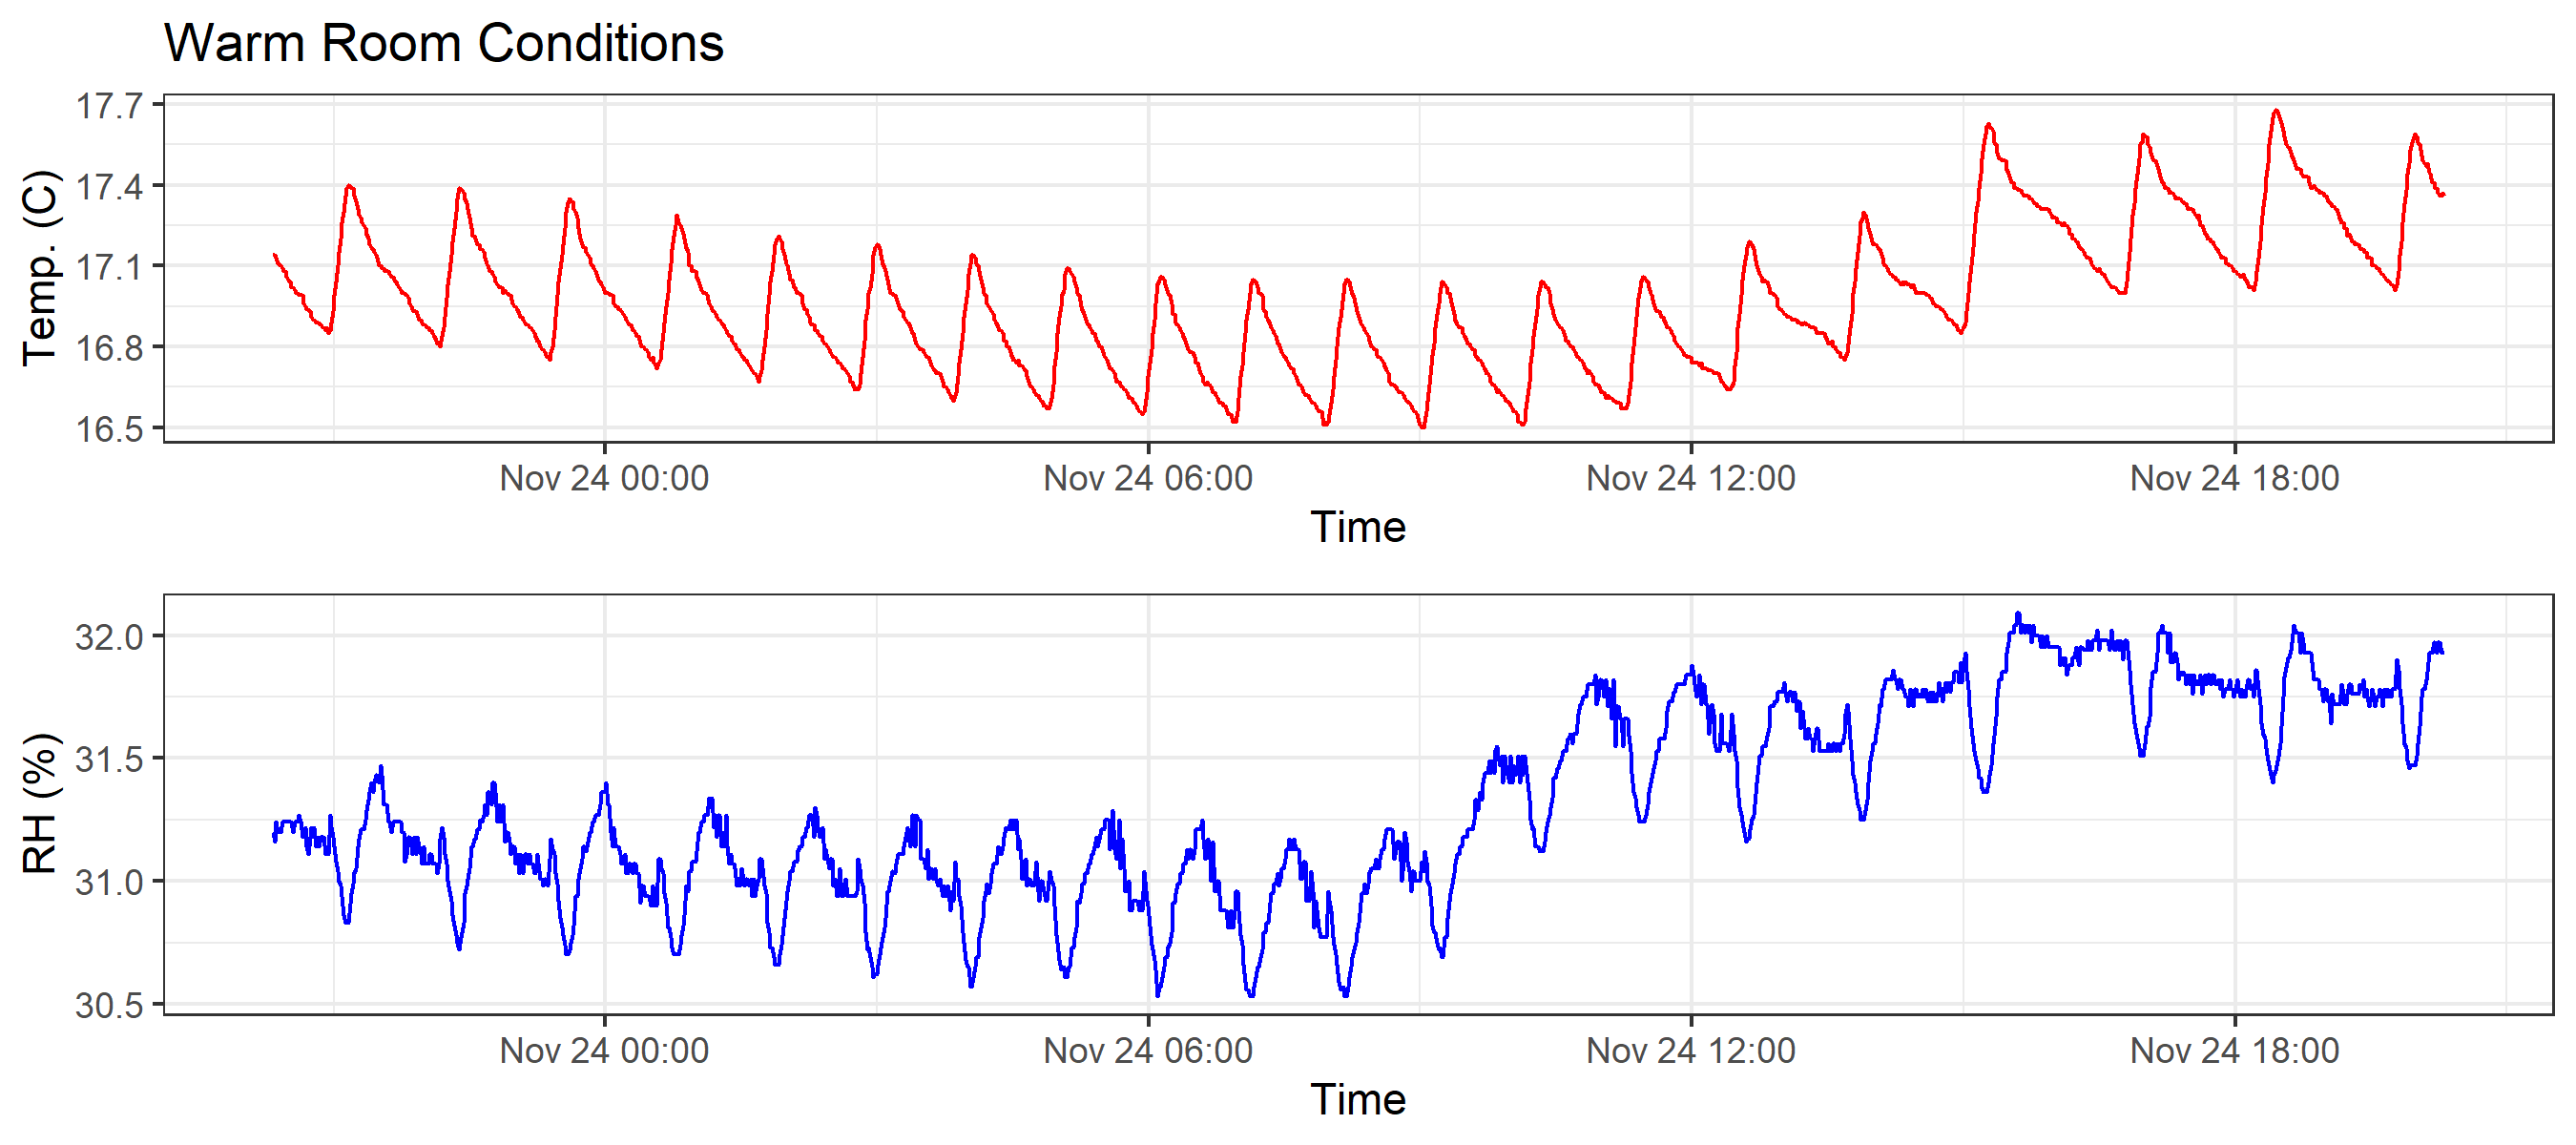 Warm Room Conditions
17.7
17.4
17.1
16.8
16.5
Temp. (C)
Nov 24 00:00 Nov 24 06:00 Nov 24 12:00 Nov 24 18:00
Time
32.0
31.5
31.0
30.5
RH (%)
Nov 24 00:00 Nov 24 06:00 Nov 24 12:00 Nov 24 18:00
Time